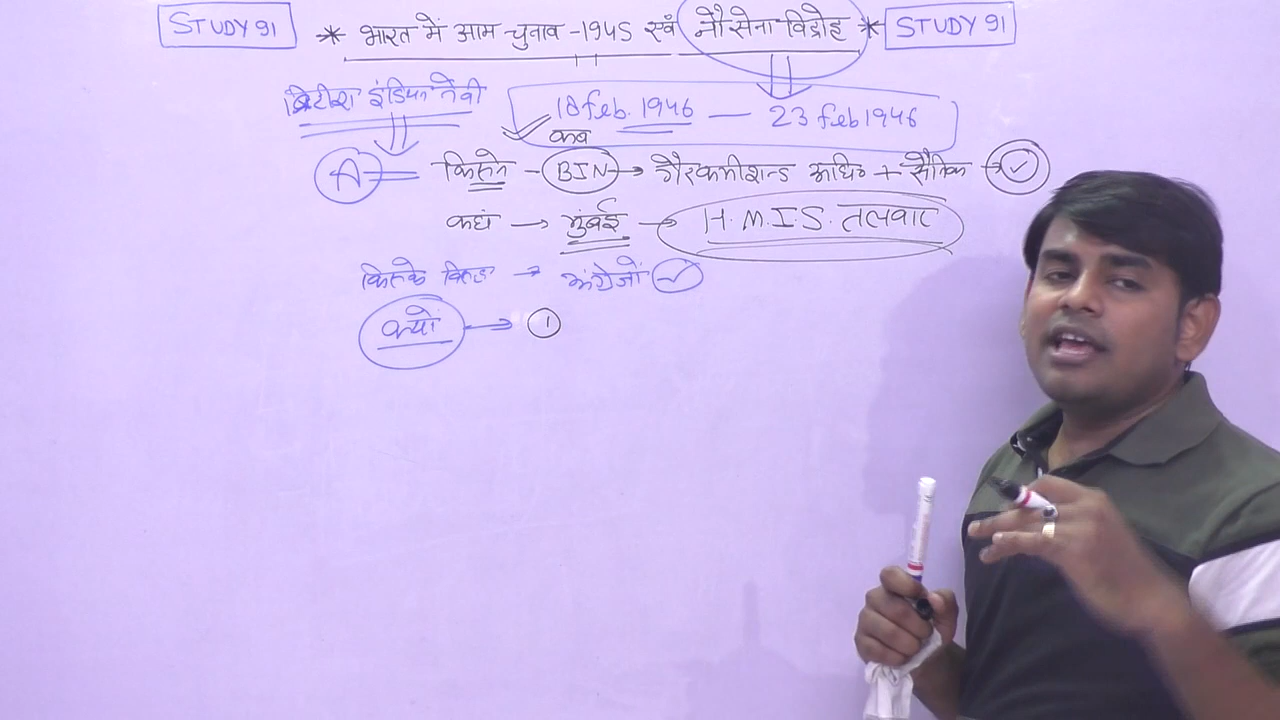 STUDY 91 * भारत में आम चुनाव-1945 एवं नौसेना विद्रोह * STUDY 91
ब्रिटीश इंडियन नेवी
18 feb. 1946 — 23 feb 1946
कब
A किसने - BIN → गैरकमीशन्ड अधि० + सैनिक →
कहां → मुंबई → H.M.I.S. तलवार
किसके विरुद्ध → अंग्रेजों
क्यों → 1